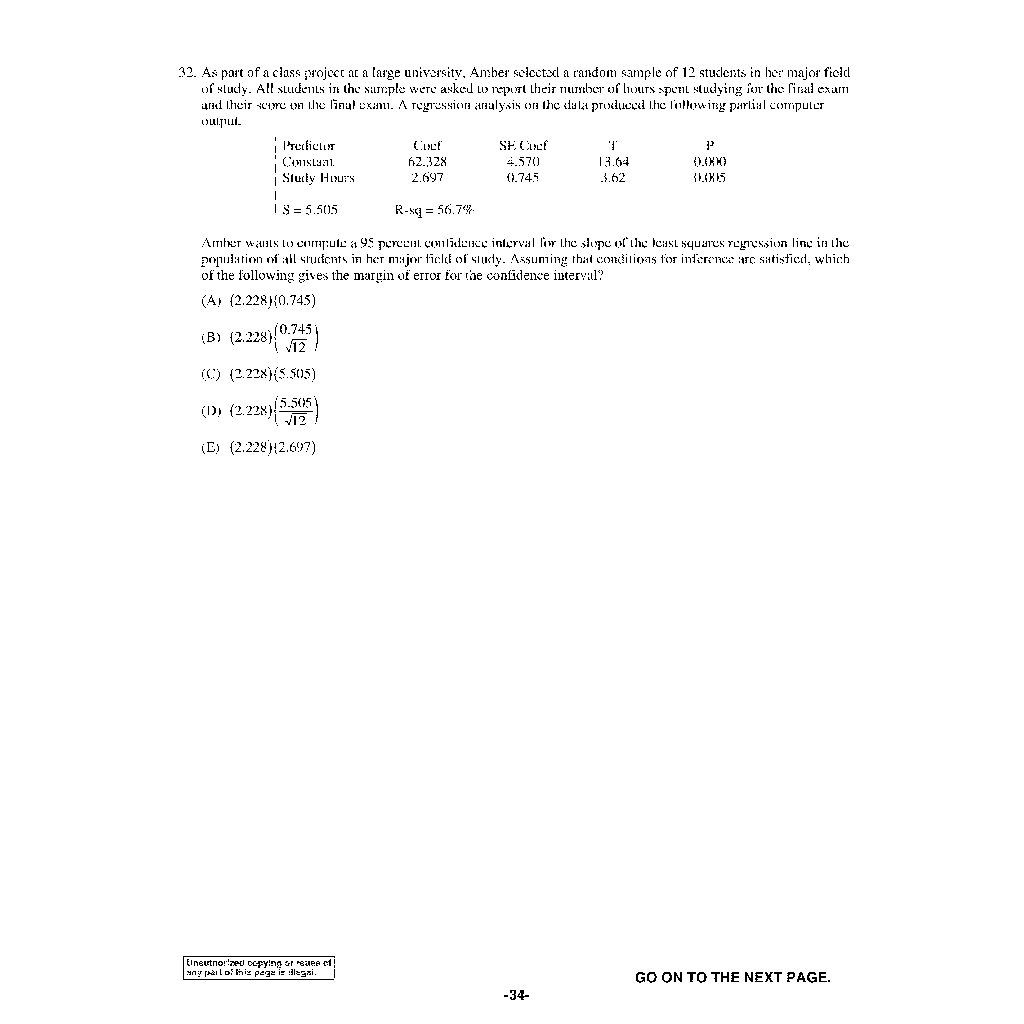 32. As part of a class project at a large university, Amber selected a random sample of 12 students in her major field
of study. All students in the sample were asked to report their number of hours spent studying for the final exam
and their score on the final exam. A regression analysis on the data produced the following partial computer
output.
Predictor Coef SE Coef T P
Constant 62.328 4.570 13.64 0.000
Study Hours 2.697 0.745 3.62 0.005
S = 5.505 R-sq = 56.7%
Amber wants to compute a 95 percent confidence interval for the slope of the least squares regression line in the
population of all students in her major field of study. Assuming that conditions for inference are satisfied, which
of the following gives the margin of error for the confidence interval?
(A) (2.228)(0.745)
(B) (2.228)(0.745/√12)
(C) (2.228)(5.505)
(D) (2.228)(5.505/√12)
(E) (2.228)(2.697)
Unauthorized copying or reuse of
any part of this page is illegal.
GO ON TO THE NEXT PAGE.
-34-